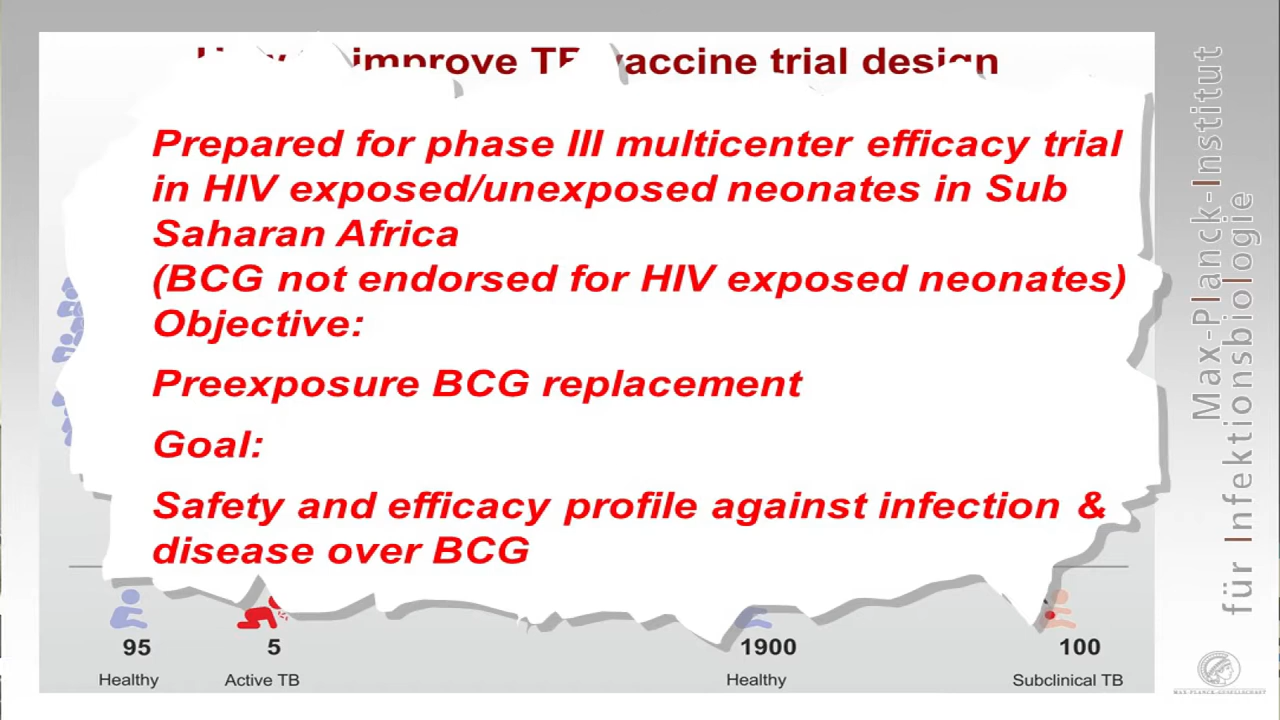 improve TB vaccine trial design
Prepared for phase III multicenter efficacy trial
in HIV exposed/unexposed neonates in Sub
Saharan Africa
(BCG not endorsed for HIV exposed neonates)
Objective:
Preexposure BCG replacement
Goal:
Safety and efficacy profile against infection &
disease over BCG
95
5
1900
100
Healthy
Active TB
Healthy
Subclinical TB
Max-Planck-Institut
für Infektionsbiologie
MAX-PLANCK-GESELLSCHAFT